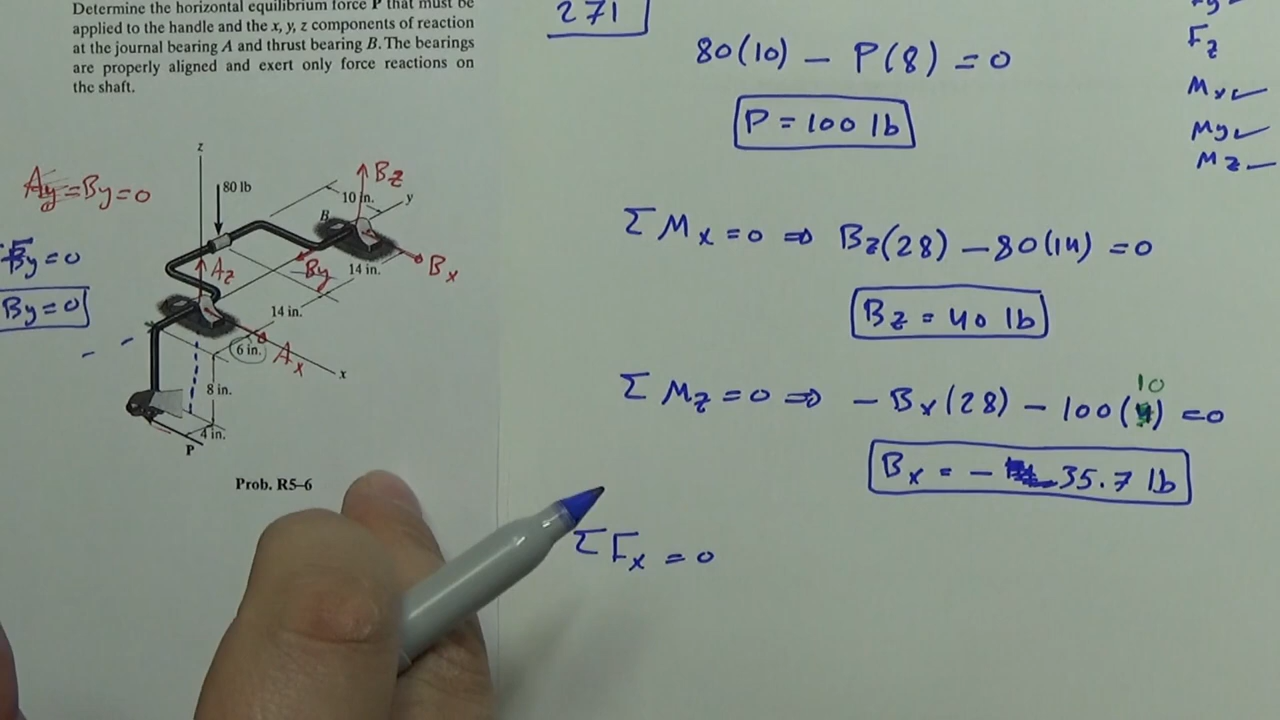 Determine the horizontal equilibrium force P that must be
applied to the handle and the x, y, z components of reaction
at the journal bearing A and thrust bearing B. The bearings
are properly aligned and exert only force reactions on
the shaft.
z
80 lb
Ay = By = 0
Bz
10 in.
y
B
By = 0
Az
By
14 in.
Bx
By = 0
14 in.
6 in.
Ax
x
8 in.
4 in.
P
Prob. R5–6
271
80(10) – P(8) = 0
P = 100 lb
Fz
Mx ✓
My ✓
Mz
ΣMx = 0 ⇒ Bz(28) – 80(14) = 0
Bz = 40 lb
10
ΣMz = 0 ⇒ – Bx(28) – 100( ) = 0
Bx = – 35.7 lb
ΣFx = 0